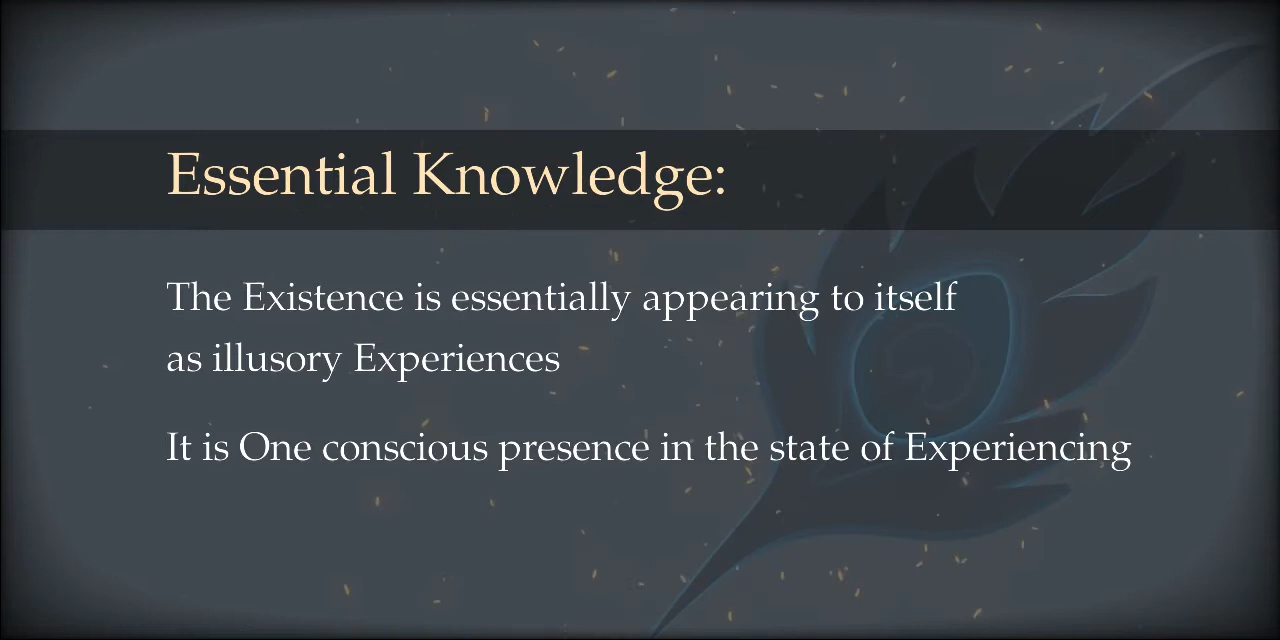 Essential Knowledge:
The Existence is essentially appearing to itself
as illusory Experiences
It is One conscious presence in the state of Experiencing